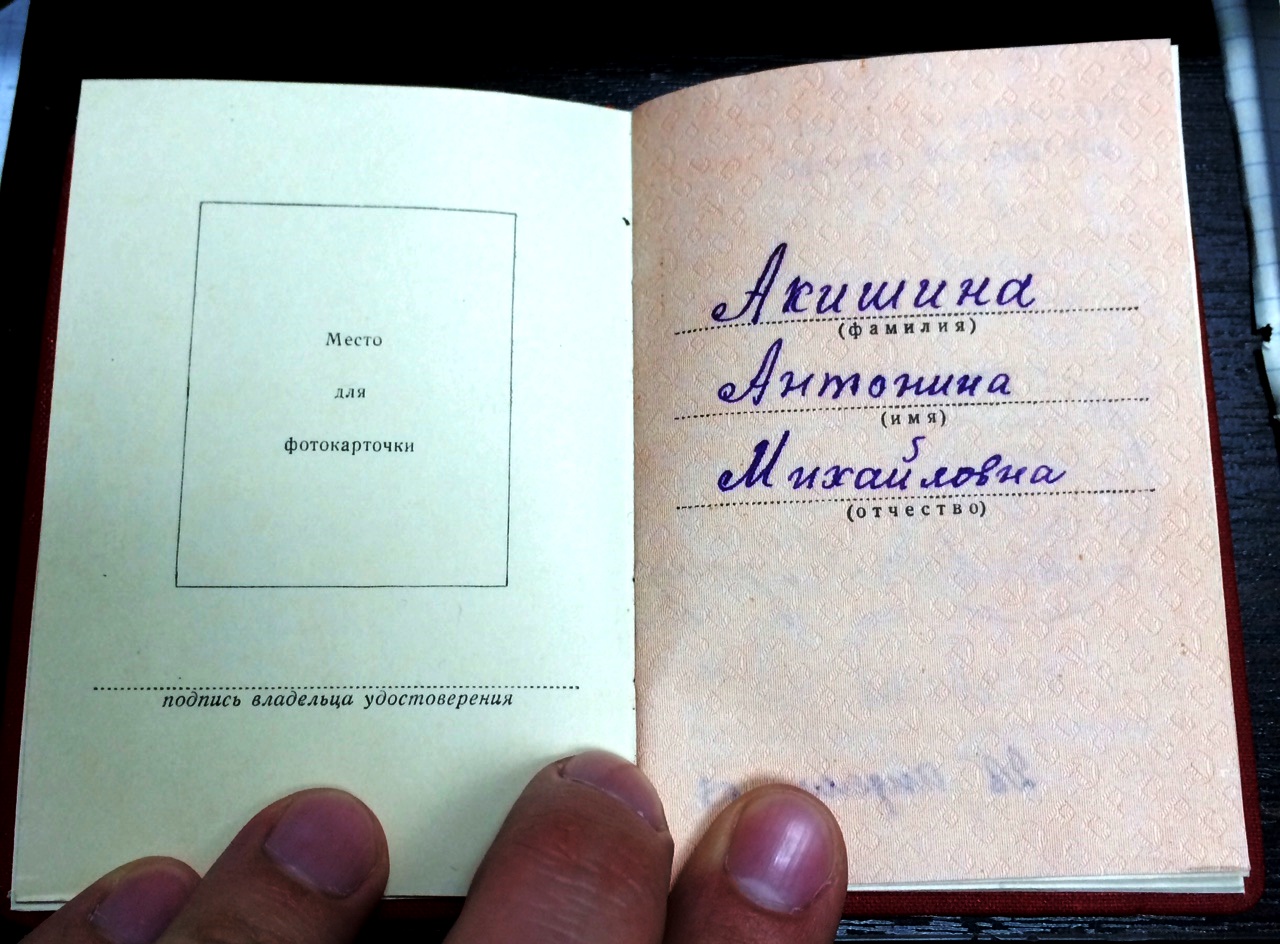 Место
для
фотокарточки
подпись владельца удостоверения
Акишина
(фамилия)
Антонина
(имя)
Михайловна
(отчество)